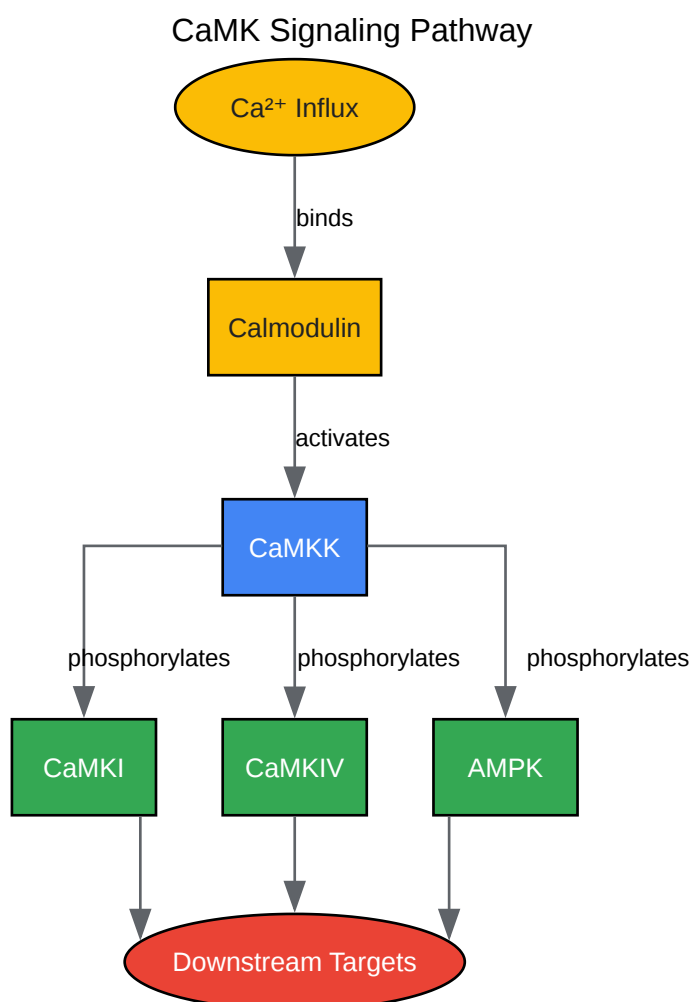 CaMK Signaling Pathway
Ca²⁺ Influx
binds
Calmodulin
activates
CaMKK
phosphorylates phosphorylates phosphorylates
CaMKI CaMKIV AMPK
Downstream Targets